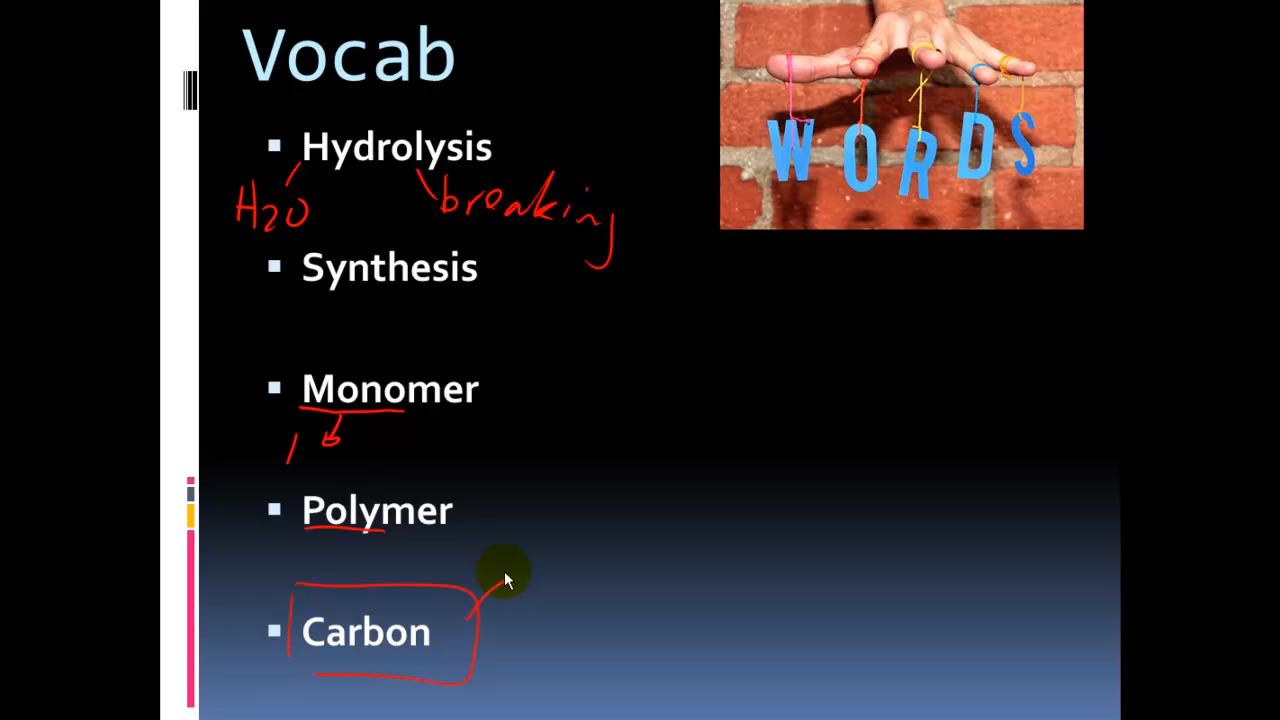 Vocab
WORDS
Hydrolysis
H2O breaking
Synthesis
Monomer
1
Polymer
Carbon